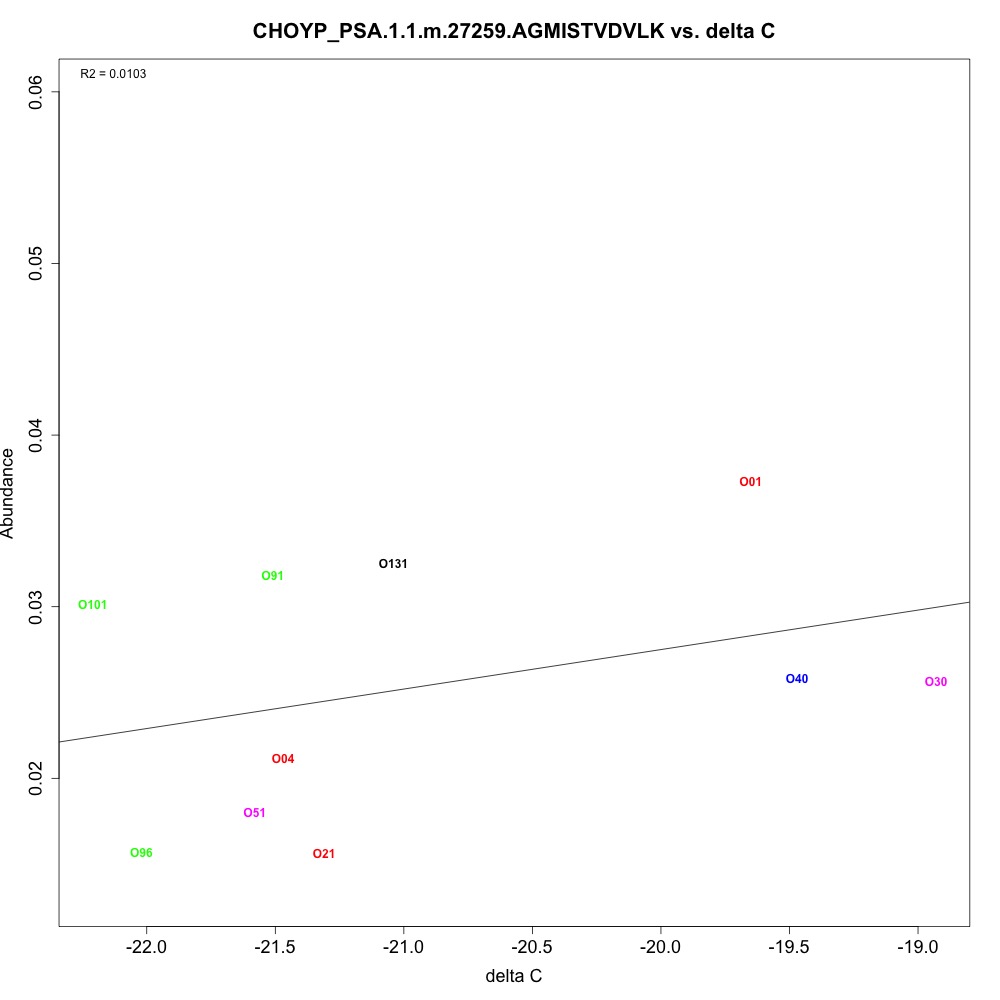 CHOYP_PSA.1.1.m.27259.AGMISTVDVLK vs. delta C
R2 = 0.0103
0.06
0.05
0.04
0.03
0.02
Abundance
O01
O131
O91
O101
O40
O30
O04
O51
O96
O21
-22.0 -21.5 -21.0 -20.5 -20.0 -19.5 -19.0
delta C